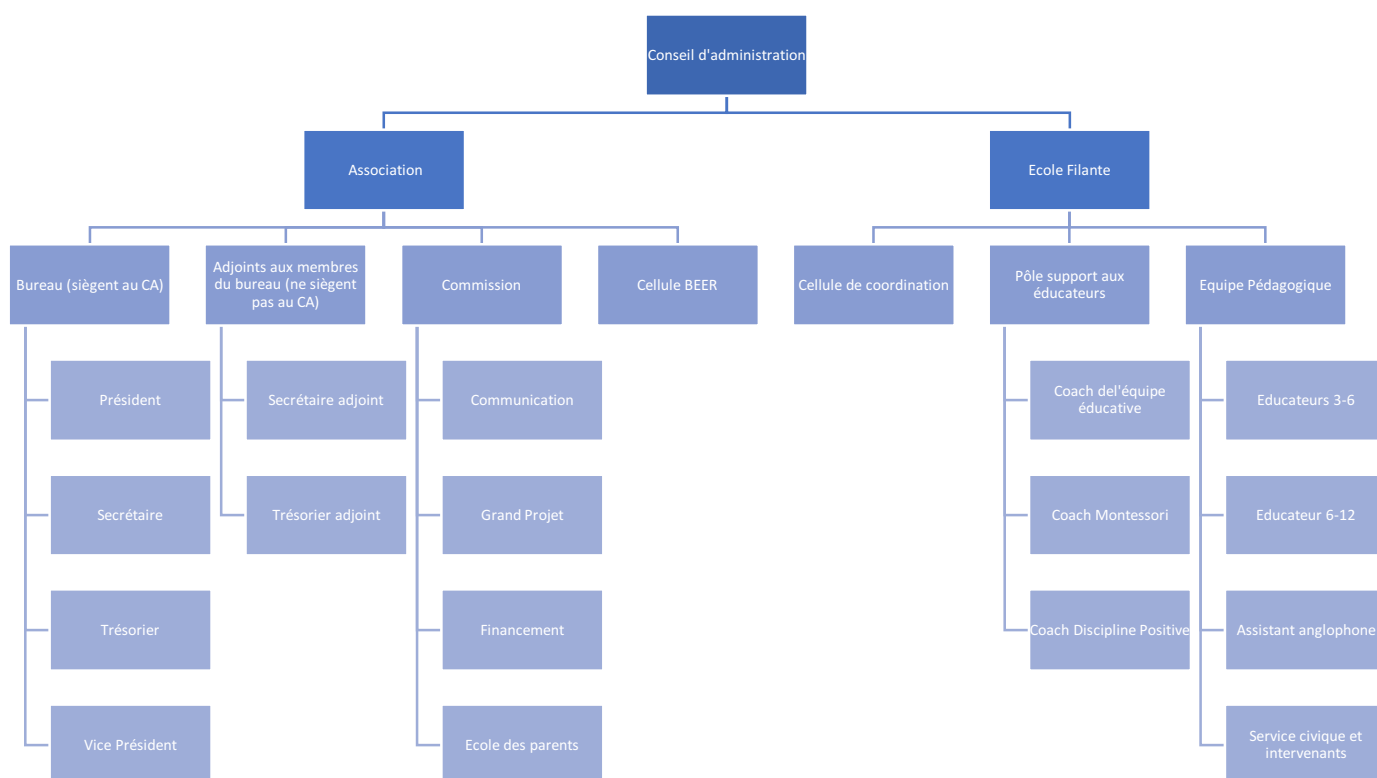 Conseil d'administration
Association
Ecole Filante
Bureau (siègent au CA)
Adjoints aux membres
du bureau (ne siègent
pas au CA)
Commission
Cellule BEER
Cellule de coordination
Pôle support aux
éducateurs
Equipe Pédagogique
Président
Secrétaire adjoint
Communication
Coach del'équipe
éducative
Educateurs 3-6
Secrétaire
Trésorier adjoint
Grand Projet
Coach Montessori
Educateur 6-12
Trésorier
Financement
Coach Discipline Positive
Assistant anglophone
Vice Président
Ecole des parents
Service civique et
intervenants